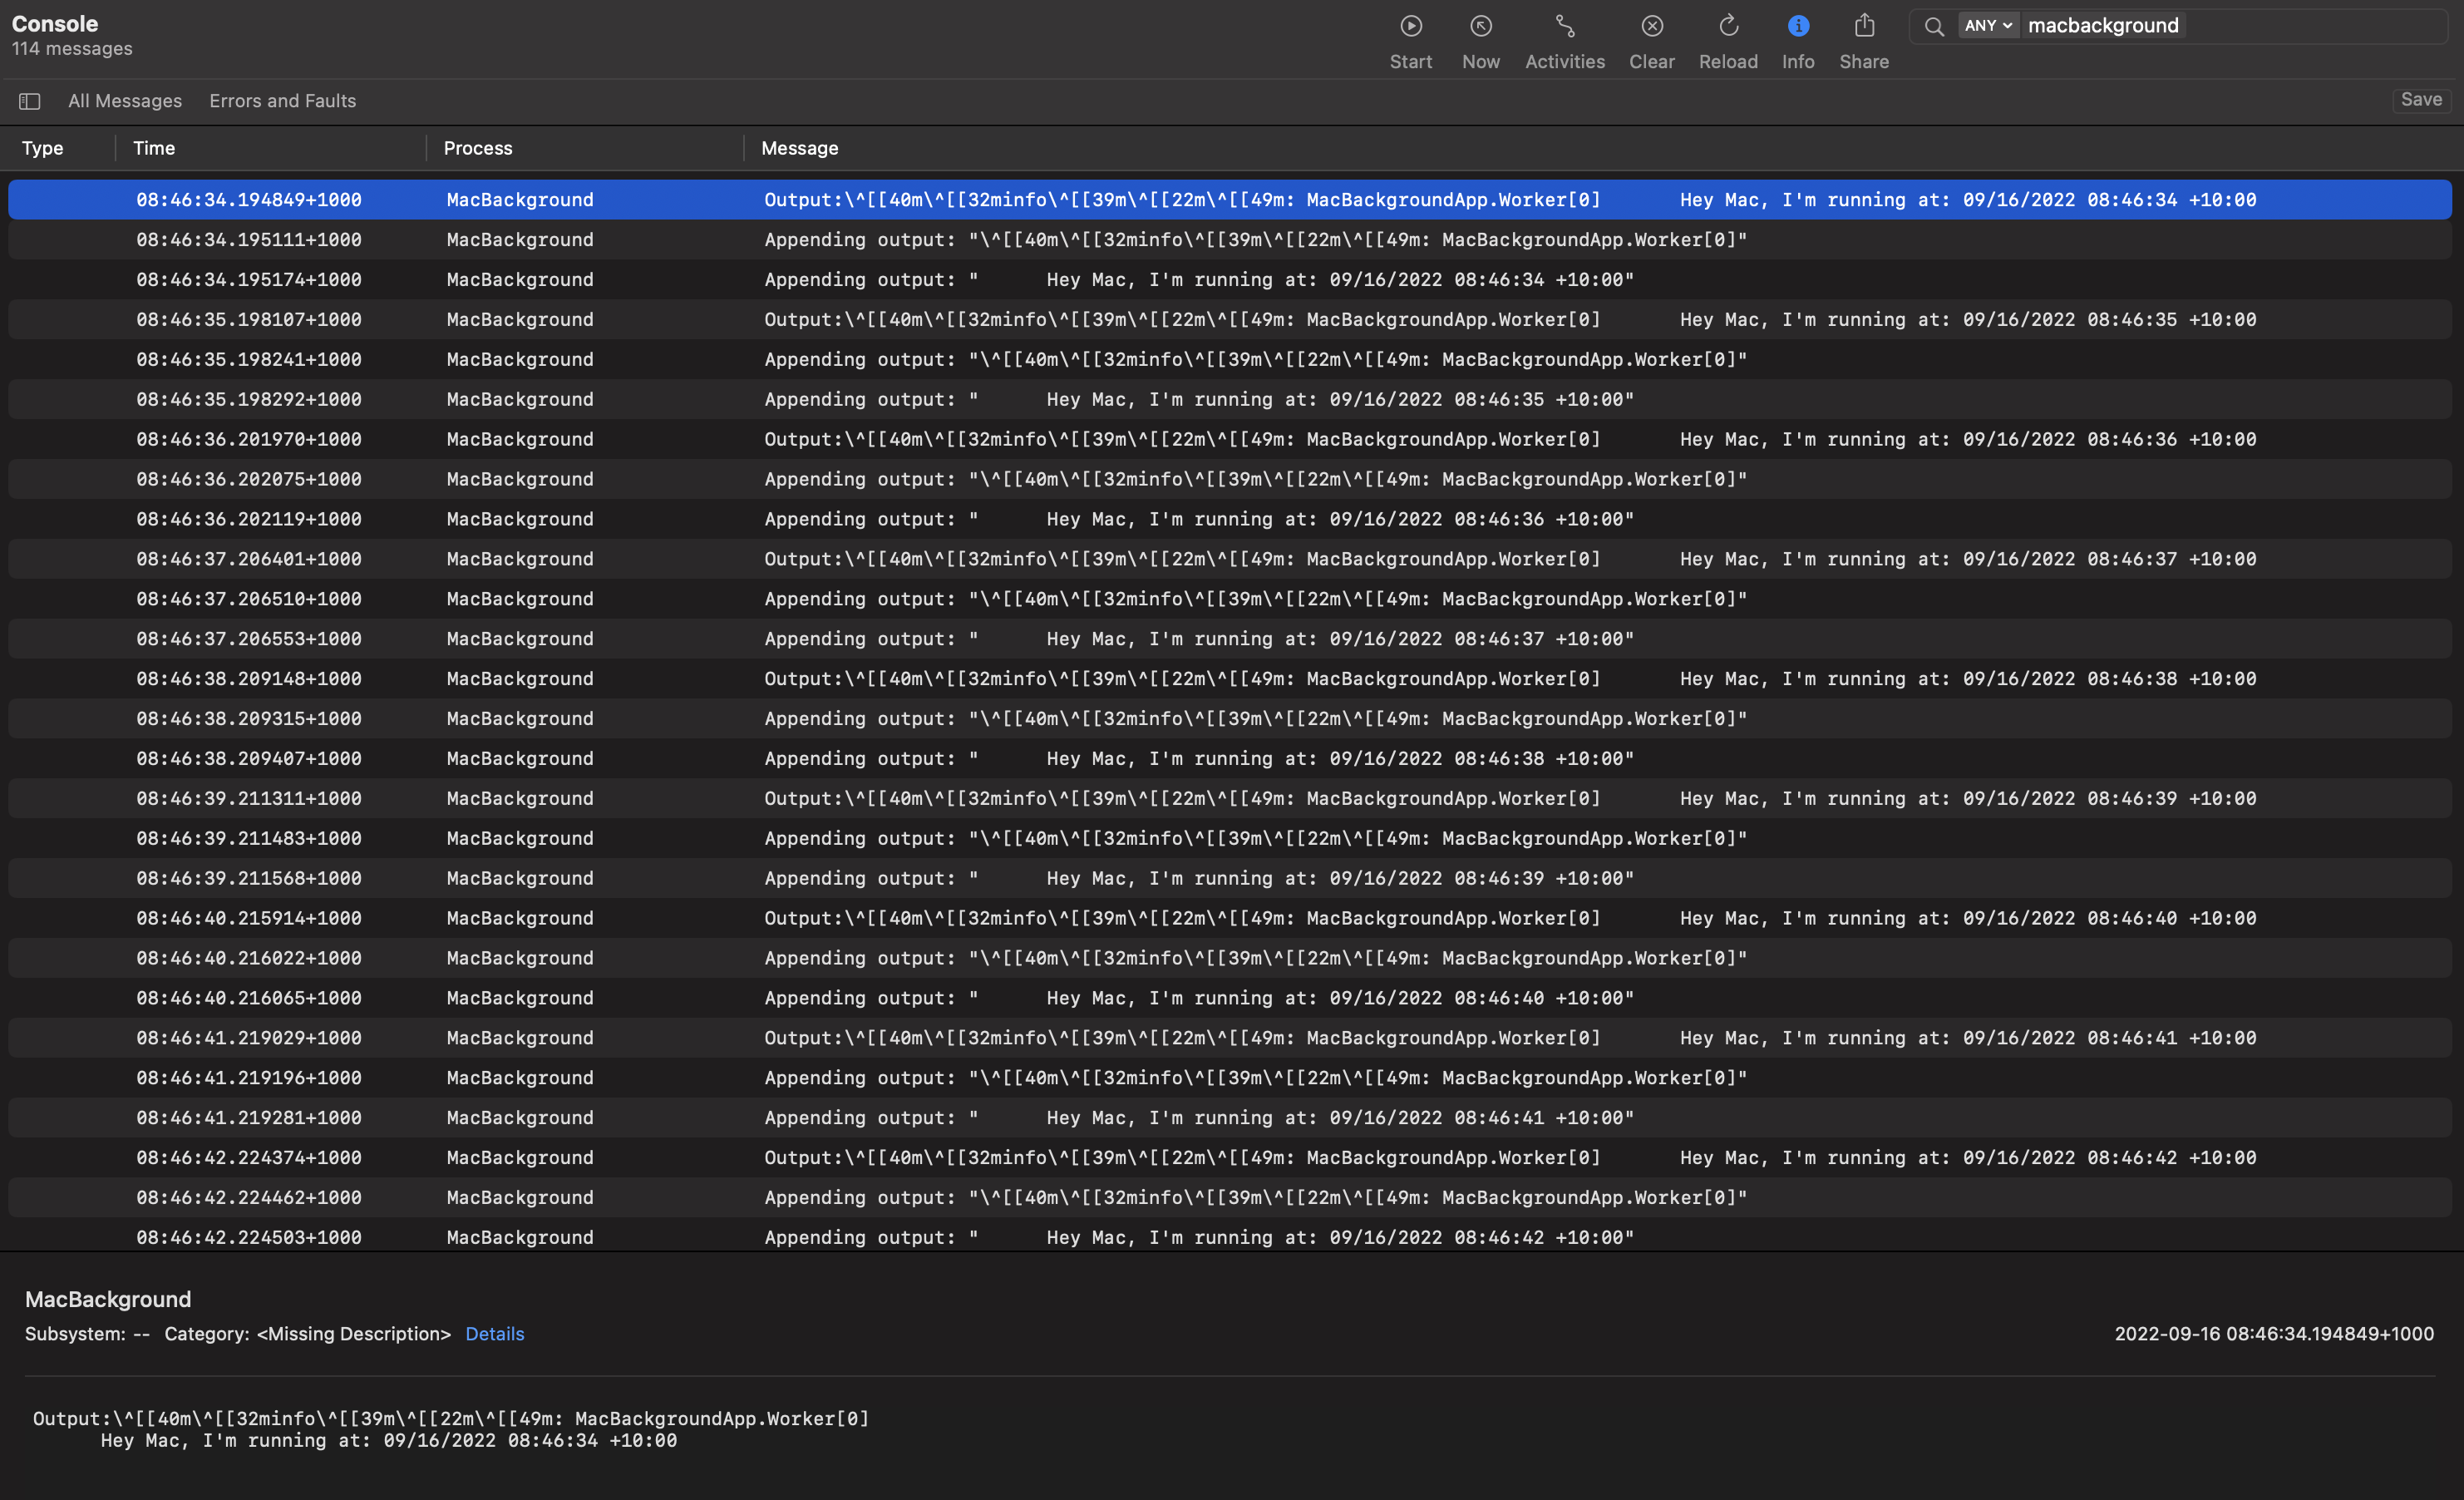 Console
114 messages
Start Now Activities Clear Reload Info Share
ANY macbackground
All Messages Errors and Faults Save
Type Time Process Message
08:46:34.194849+1000 MacBackground Output:\^[[40m\^[[32minfo\^[[39m\^[[22m\^[[49m: MacBackgroundApp.Worker[0] Hey Mac, I'm running at: 09/16/2022 08:46:34 +10:00
08:46:34.195111+1000 MacBackground Appending output: "\^[[40m\^[[32minfo\^[[39m\^[[22m\^[[49m: MacBackgroundApp.Worker[0]"
08:46:34.195174+1000 MacBackground Appending output: " Hey Mac, I'm running at: 09/16/2022 08:46:34 +10:00"
08:46:35.198107+1000 MacBackground Output:\^[[40m\^[[32minfo\^[[39m\^[[22m\^[[49m: MacBackgroundApp.Worker[0] Hey Mac, I'm running at: 09/16/2022 08:46:35 +10:00
08:46:35.198241+1000 MacBackground Appending output: "\^[[40m\^[[32minfo\^[[39m\^[[22m\^[[49m: MacBackgroundApp.Worker[0]"
08:46:35.198292+1000 MacBackground Appending output: " Hey Mac, I'm running at: 09/16/2022 08:46:35 +10:00"
08:46:36.201970+1000 MacBackground Output:\^[[40m\^[[32minfo\^[[39m\^[[22m\^[[49m: MacBackgroundApp.Worker[0] Hey Mac, I'm running at: 09/16/2022 08:46:36 +10:00
08:46:36.202075+1000 MacBackground Appending output: "\^[[40m\^[[32minfo\^[[39m\^[[22m\^[[49m: MacBackgroundApp.Worker[0]"
08:46:36.202119+1000 MacBackground Appending output: " Hey Mac, I'm running at: 09/16/2022 08:46:36 +10:00"
08:46:37.206401+1000 MacBackground Output:\^[[40m\^[[32minfo\^[[39m\^[[22m\^[[49m: MacBackgroundApp.Worker[0] Hey Mac, I'm running at: 09/16/2022 08:46:37 +10:00
08:46:37.206510+1000 MacBackground Appending output: "\^[[40m\^[[32minfo\^[[39m\^[[22m\^[[49m: MacBackgroundApp.Worker[0]"
08:46:37.206553+1000 MacBackground Appending output: " Hey Mac, I'm running at: 09/16/2022 08:46:37 +10:00"
08:46:38.209148+1000 MacBackground Output:\^[[40m\^[[32minfo\^[[39m\^[[22m\^[[49m: MacBackgroundApp.Worker[0] Hey Mac, I'm running at: 09/16/2022 08:46:38 +10:00
08:46:38.209315+1000 MacBackground Appending output: "\^[[40m\^[[32minfo\^[[39m\^[[22m\^[[49m: MacBackgroundApp.Worker[0]"
08:46:38.209407+1000 MacBackground Appending output: " Hey Mac, I'm running at: 09/16/2022 08:46:38 +10:00"
08:46:39.211311+1000 MacBackground Output:\^[[40m\^[[32minfo\^[[39m\^[[22m\^[[49m: MacBackgroundApp.Worker[0] Hey Mac, I'm running at: 09/16/2022 08:46:39 +10:00
08:46:39.211483+1000 MacBackground Appending output: "\^[[40m\^[[32minfo\^[[39m\^[[22m\^[[49m: MacBackgroundApp.Worker[0]"
08:46:39.211568+1000 MacBackground Appending output: " Hey Mac, I'm running at: 09/16/2022 08:46:39 +10:00"
08:46:40.215914+1000 MacBackground Output:\^[[40m\^[[32minfo\^[[39m\^[[22m\^[[49m: MacBackgroundApp.Worker[0] Hey Mac, I'm running at: 09/16/2022 08:46:40 +10:00
08:46:40.216022+1000 MacBackground Appending output: "\^[[40m\^[[32minfo\^[[39m\^[[22m\^[[49m: MacBackgroundApp.Worker[0]"
08:46:40.216065+1000 MacBackground Appending output: " Hey Mac, I'm running at: 09/16/2022 08:46:40 +10:00"
08:46:41.219029+1000 MacBackground Output:\^[[40m\^[[32minfo\^[[39m\^[[22m\^[[49m: MacBackgroundApp.Worker[0] Hey Mac, I'm running at: 09/16/2022 08:46:41 +10:00
08:46:41.219196+1000 MacBackground Appending output: "\^[[40m\^[[32minfo\^[[39m\^[[22m\^[[49m: MacBackgroundApp.Worker[0]"
08:46:41.219281+1000 MacBackground Appending output: " Hey Mac, I'm running at: 09/16/2022 08:46:41 +10:00"
08:46:42.224374+1000 MacBackground Output:\^[[40m\^[[32minfo\^[[39m\^[[22m\^[[49m: MacBackgroundApp.Worker[0] Hey Mac, I'm running at: 09/16/2022 08:46:42 +10:00
08:46:42.224462+1000 MacBackground Appending output: "\^[[40m\^[[32minfo\^[[39m\^[[22m\^[[49m: MacBackgroundApp.Worker[0]"
08:46:42.224503+1000 MacBackground Appending output: " Hey Mac, I'm running at: 09/16/2022 08:46:42 +10:00"
MacBackground
Subsystem: -- Category: <Missing Description> Details 2022-09-16 08:46:34.194849+1000
Output:\^[[40m\^[[32minfo\^[[39m\^[[22m\^[[49m: MacBackgroundApp.Worker[0]
Hey Mac, I'm running at: 09/16/2022 08:46:34 +10:00